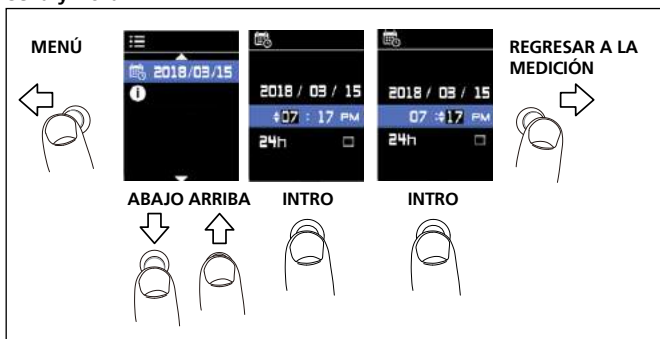 MENÚ
2018/03/15
i
2018 / 03 / 15
07 : 17 PM
24h
2018 / 03 / 15
07 : 17 PM
24h
REGRESAR A LA
MEDICIÓN
ABAJO ARRIBA
INTRO
INTRO